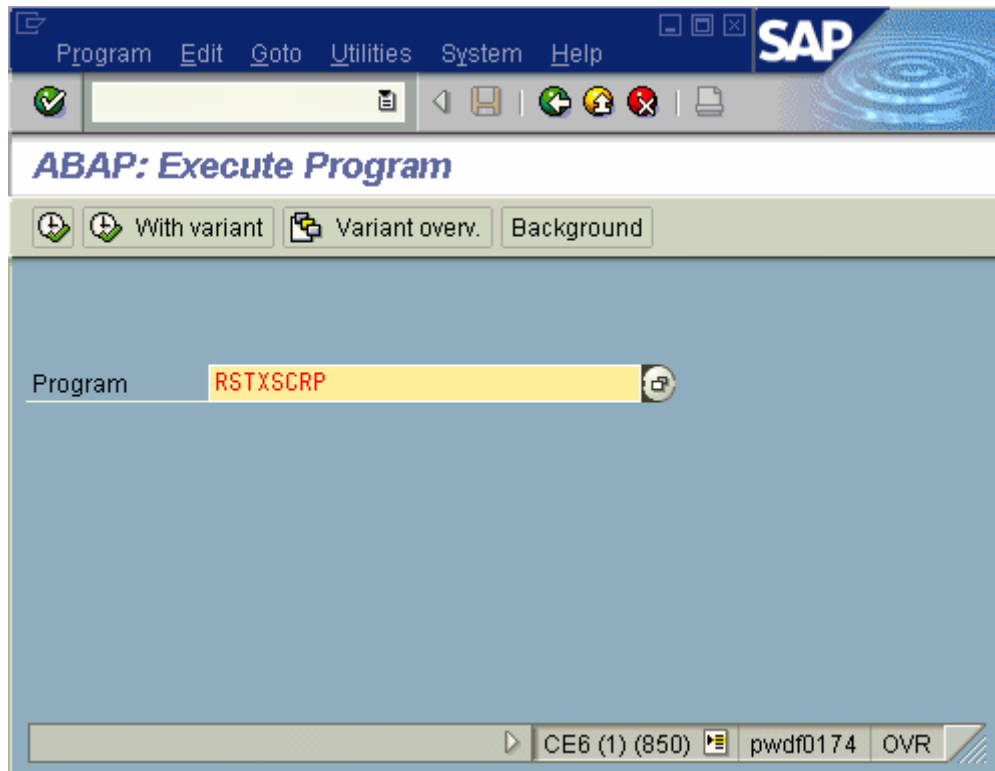 Program Edit Goto Utilities System Help
SAP
ABAP: Execute Program
With variant Variant overv. Background
Program RSTXSCRP
CE6 (1) (850) pwdf0174 OVR